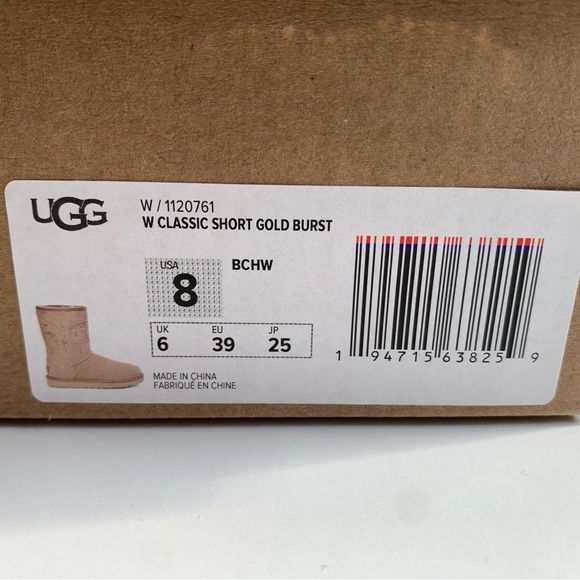 UGG
W / 1120761
W CLASSIC SHORT GOLD BURST
USA
8
BCHW
UK EU JP
6 39 25
MADE IN CHINA
FABRIQUÉ EN CHINE
1 94715 63825 9